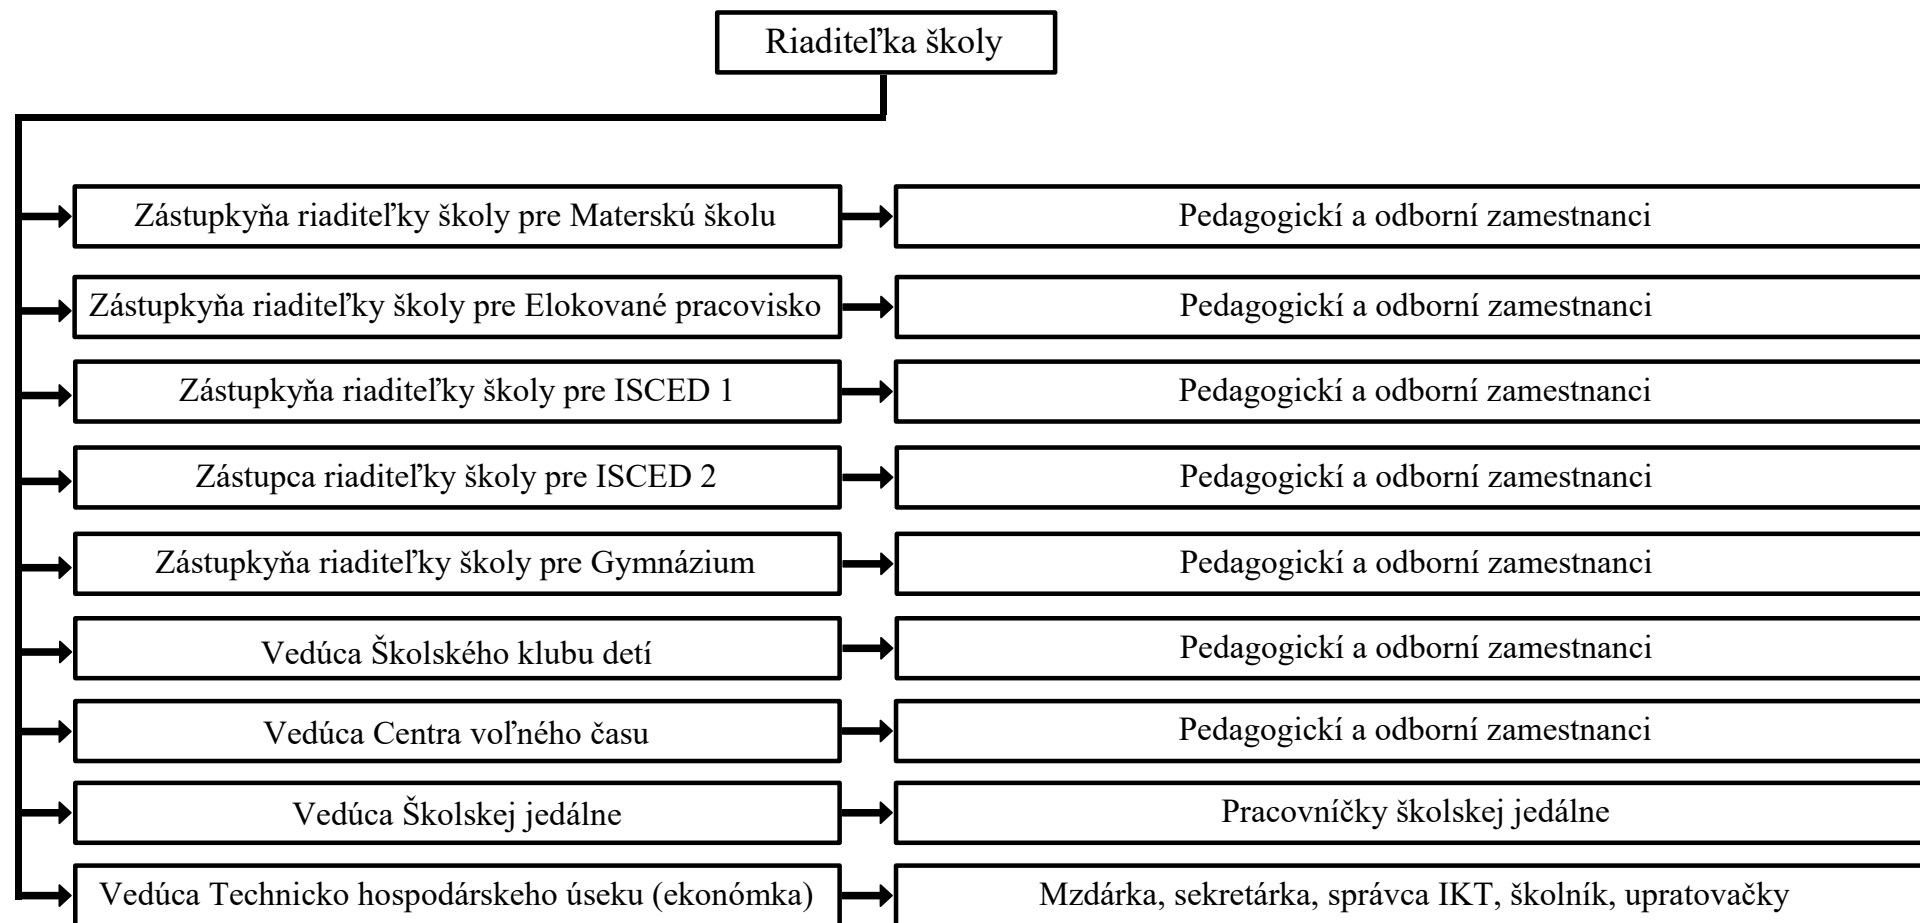 Riaditeľka školy
Zástupkyňa riaditeľky školy pre Materskú školu
Pedagogickí a odborní zamestnanci
Zástupkyňa riaditeľky školy pre Elokované pracovisko
Pedagogickí a odborní zamestnanci
Zástupkyňa riaditeľky školy pre ISCED 1
Pedagogickí a odborní zamestnanci
Zástupca riaditeľky školy pre ISCED 2
Pedagogickí a odborní zamestnanci
Zástupkyňa riaditeľky školy pre Gymnázium
Pedagogickí a odborní zamestnanci
Vedúca Školského klubu detí
Pedagogickí a odborní zamestnanci
Vedúca Centra voľného času
Pedagogickí a odborní zamestnanci
Vedúca Školskej jedálne
Pracovníčky školskej jedálne
Vedúca Technicko hospodárskeho úseku (ekonómka)
Mzdárka, sekretárka, správca IKT, školník, upratovačky